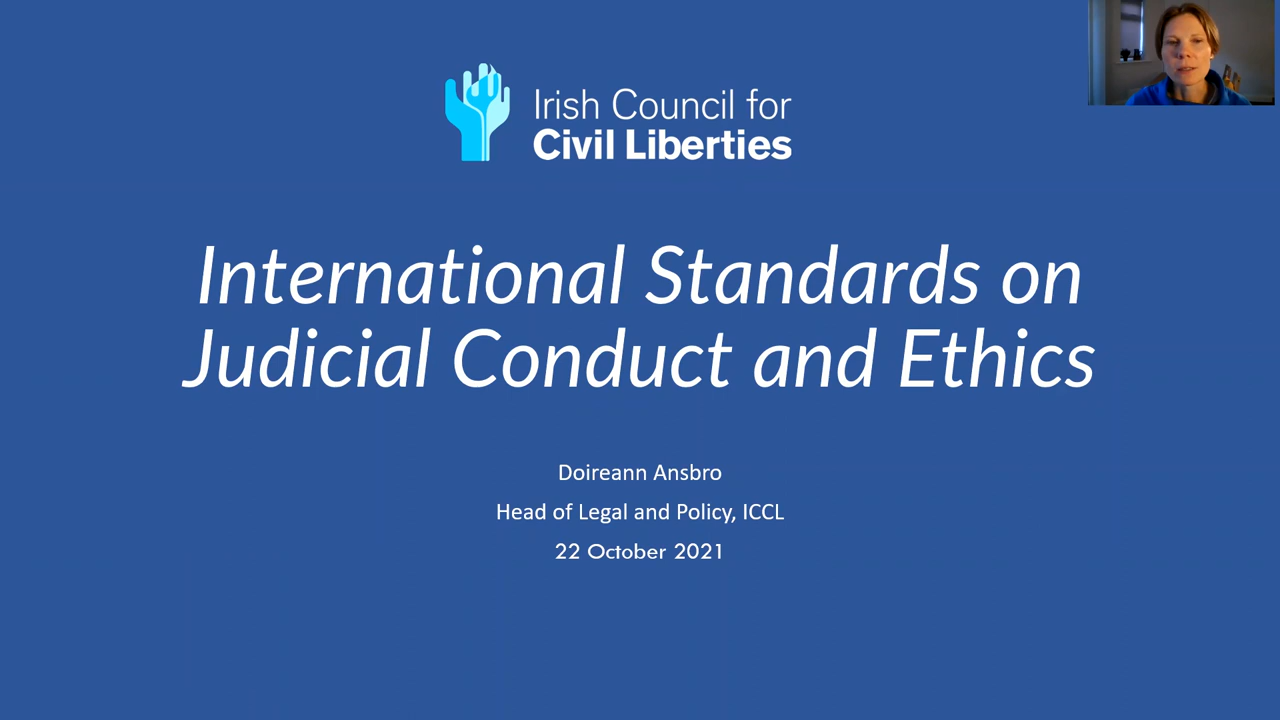 Irish Council for
Civil Liberties
International Standards on
Judicial Conduct and Ethics
Doireann Ansbro
Head of Legal and Policy, ICCL
22 October 2021